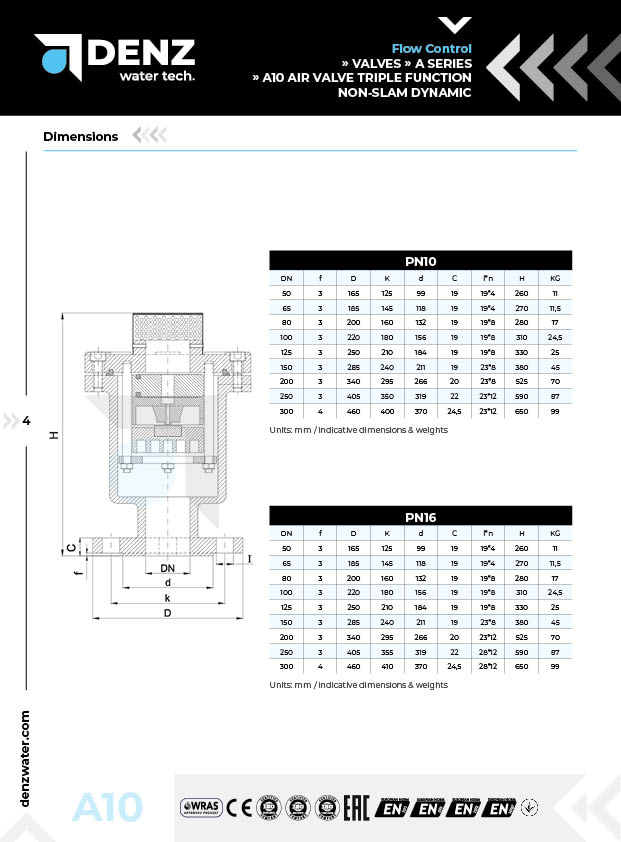 DENZ
water tech.
Flow Control
» VALVES » A SERIES
» A10 AIR VALVE TRIPLE FUNCTION
NON-SLAM DYNAMIC
Dimensions
PN10
DN f D K d C l*n H KG
50 3 165 125 99 19 19*4 260 11
65 3 185 145 118 19 19*4 270 11,5
80 3 200 160 132 19 19*8 280 17
100 3 220 180 156 19 19*8 310 24,5
125 3 250 210 184 19 19*8 330 25
150 3 285 240 211 19 23*8 380 45
200 3 340 295 266 20 23*8 525 70
250 3 405 350 319 22 23*12 590 87
300 4 460 400 370 24,5 23*12 650 99
Units: mm / indicative dimensions & weights
4
H
C
f
I
DN
d
k
D
PN16
DN f D K d C l*n H KG
50 3 165 125 99 19 19*4 260 11
65 3 185 145 118 19 19*4 270 11,5
80 3 200 160 132 19 19*8 280 17
100 3 220 180 156 19 19*8 310 24,5
125 3 250 210 184 19 19*8 330 25
150 3 285 240 211 19 23*8 380 45
200 3 340 295 266 20 23*12 525 70
250 3 405 355 319 22 28*12 590 87
300 4 460 410 370 24,5 28*12 650 99
Units: mm / indicative dimensions & weights
denzwater.com
A10
WRAS
APPROVED PRODUCT
CE
EAC
EN
EN
EN
EN